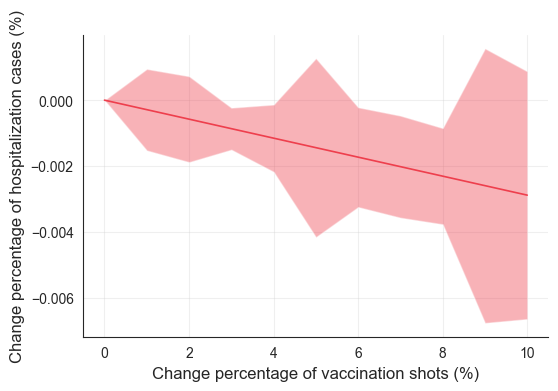 Change percentage of hospitalization cases (%)
0.000
−0.002
−0.004
−0.006
0 2 4 6 8 10
Change percentage of vaccination shots (%)